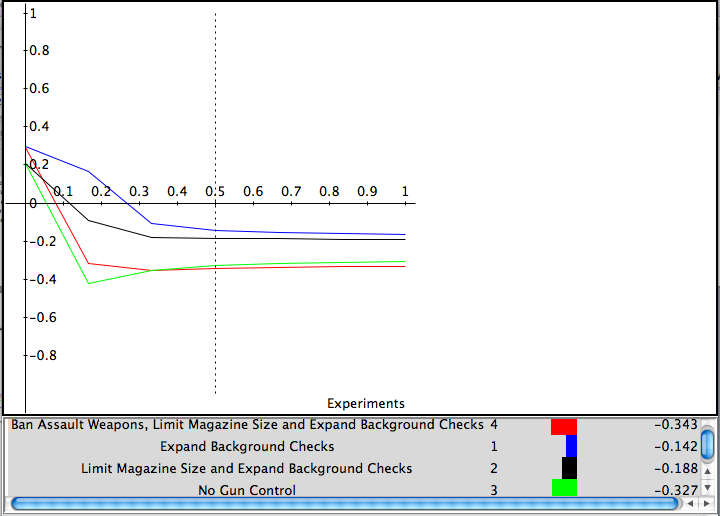 1
0.8
0.6
0.4
0.2
0.1 0.2 0.3 0.4 0.5 0.6 0.7 0.8 0.9 1
0
-0.2
-0.4
-0.6
-0.8
Experiments
Ban Assault Weapons, Limit Magazine Size and Expand Background Checks 4 -0.343
Expand Background Checks 1 -0.142
Limit Magazine Size and Expand Background Checks 2 -0.188
No Gun Control 3 -0.327